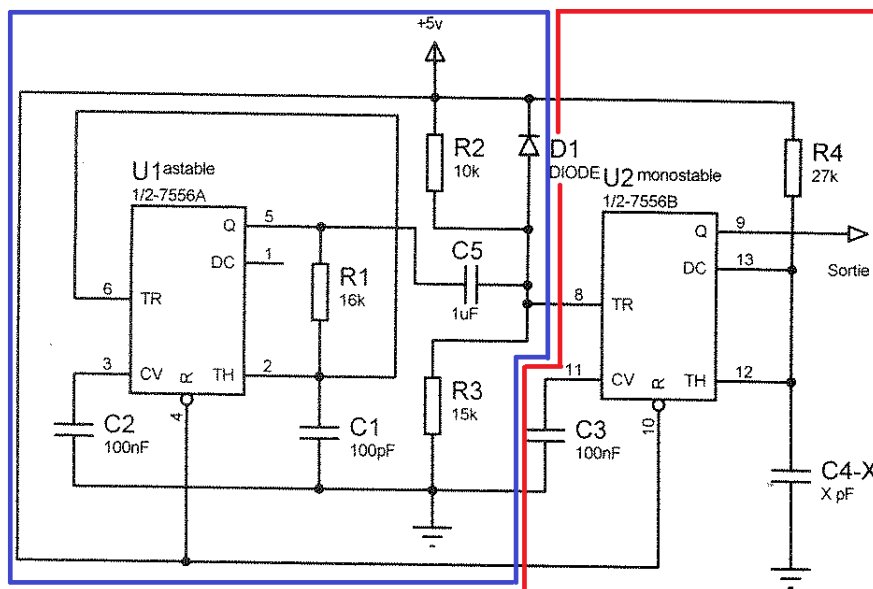 +5v
U1 astable
1/2-7556A
Q
5
DC
1
6
TR
3
CV
R
TH
2
4
C2
100nF
R1
16k
C1
100pF
R2
10k
D1
DIODE
C5
1uF
R3
15k
U2 monostable
1/2-7556B
Q
9
DC
13
8
TR
11
CV
R
TH
12
10
C3
100nF
R4
27k
Sortie
C4-X
X pF